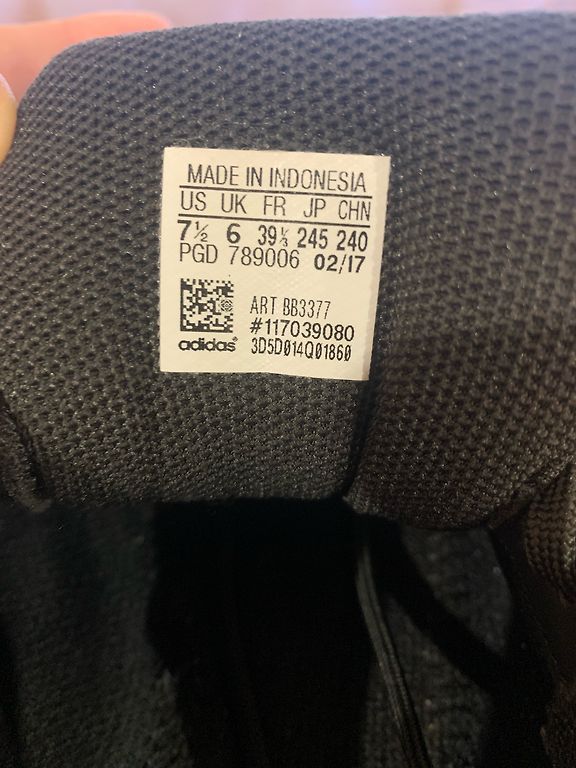 MADE IN INDONESIA
US UK FR JP CHN
7½ 6 39⅓ 245 240
PGD 789006 02/17
ART BB3377
#117039080
adidas® 3D5D014Q01860